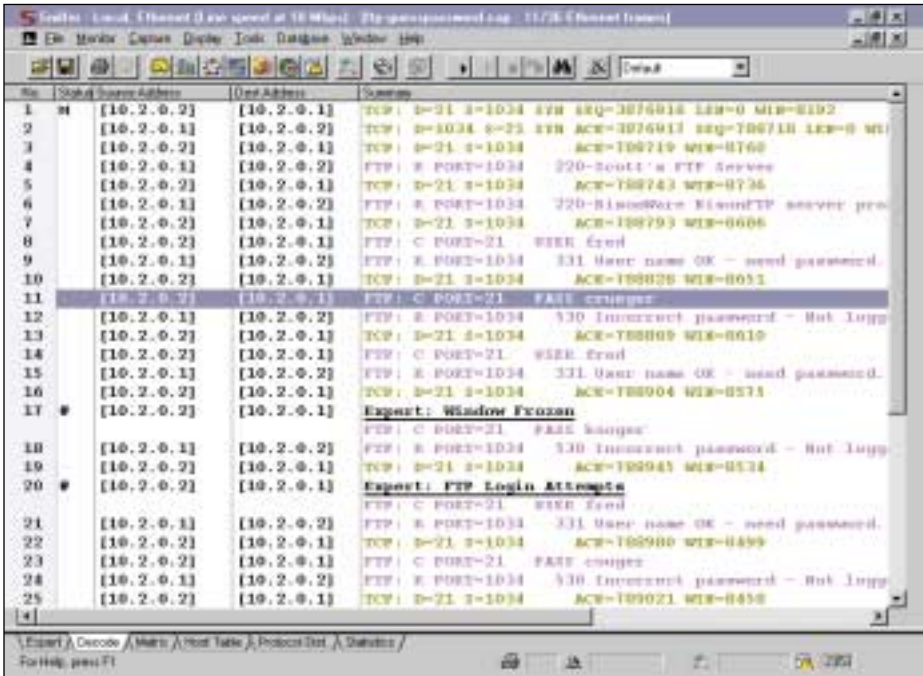 Sniffer - Local, Ethernet (Line speed at 10 Mbps) - [ftp-guesspassword.cap 11/36 Ethernet frames]
File Monitor Capture Display Tools Database Window Help
Default
No. Status Source Address Dest Address Summary
1 M [10.2.0.2] [10.2.0.1] TCP: D=21 S=1034 SYN SEQ=3076916 LEN=0 WIN=8192
2 [10.2.0.1] [10.2.0.2] TCP: D=1034 S=21 SYN ACK=3076917 SEQ=788718 LEN=0 WI
3 [10.2.0.2] [10.2.0.1] TCP: D=21 S=1034 ACK=788719 WIN=8760
4 [10.2.0.1] [10.2.0.2] FTP: R PORT=1034 220-Scott's FTP Server
5 [10.2.0.2] [10.2.0.1] TCP: D=21 S=1034 ACK=788743 WIN=8736
6 [10.2.0.1] [10.2.0.2] FTP: R PORT=1034 220-BisonWare BisonFTP server pro
7 [10.2.0.2] [10.2.0.1] TCP: D=21 S=1034 ACK=788793 WIN=8686
8 [10.2.0.2] [10.2.0.1] FTP: C PORT=21 USER fred
9 [10.2.0.1] [10.2.0.2] FTP: R PORT=1034 331 User name OK - need password.
10 [10.2.0.2] [10.2.0.1] TCP: D=21 S=1034 ACK=788828 WIN=8651
11 [10.2.0.2] [10.2.0.1] FTP: C PORT=21 PASS crueger
12 [10.2.0.1] [10.2.0.2] FTP: R PORT=1034 530 Incorrect password - Not logg
13 [10.2.0.2] [10.2.0.1] TCP: D=21 S=1034 ACK=788869 WIN=8610
14 [10.2.0.2] [10.2.0.1] FTP: C PORT=21 USER fred
15 [10.2.0.1] [10.2.0.2] FTP: R PORT=1034 331 User name OK - need password.
16 [10.2.0.2] [10.2.0.1] TCP: D=21 S=1034 ACK=788904 WIN=8575
17 # [10.2.0.2] [10.2.0.1] Expert: Window Frozen
FTP: C PORT=21 PASS kouger
18 [10.2.0.1] [10.2.0.2] FTP: R PORT=1034 530 Incorrect password - Not logg
19 [10.2.0.2] [10.2.0.1] TCP: D=21 S=1034 ACK=788945 WIN=8534
20 # [10.2.0.2] [10.2.0.1] Expert: FTP Login Attempts
FTP: C PORT=21 USER fred
21 [10.2.0.1] [10.2.0.2] FTP: R PORT=1034 331 User name OK - need password.
22 [10.2.0.2] [10.2.0.1] TCP: D=21 S=1034 ACK=788980 WIN=8499
23 [10.2.0.2] [10.2.0.1] FTP: C PORT=21 PASS couger
24 [10.2.0.1] [10.2.0.2] FTP: R PORT=1034 530 Incorrect password - Not logg
25 [10.2.0.2] [10.2.0.1] TCP: D=21 S=1034 ACK=789021 WIN=8458
Expert Decode Matrix Host Table Protocol Dist. Statistics
For Help, press F1